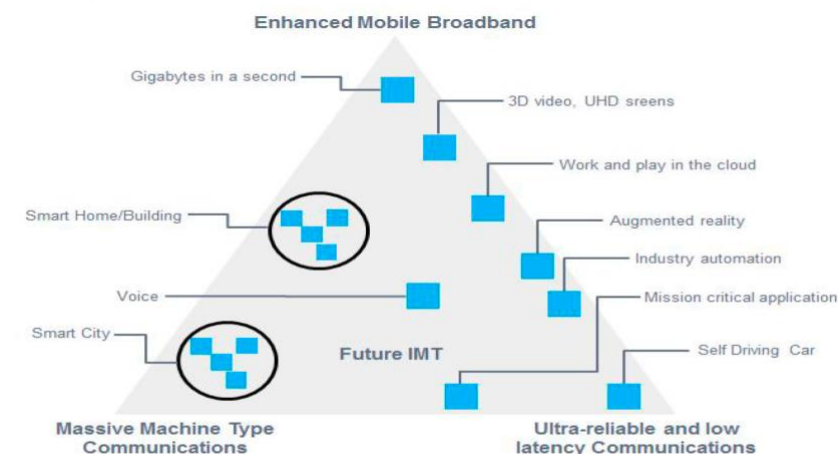 Enhanced Mobile Broadband
Gigabytes in a second
3D video, UHD sreens
Work and play in the cloud
Smart Home/Building
Augmented reality
Industry automation
Voice
Mission critical application
Smart City
Future IMT
Self Driving Car
Massive Machine Type
Communications
Ultra-reliable and low
latency Communications